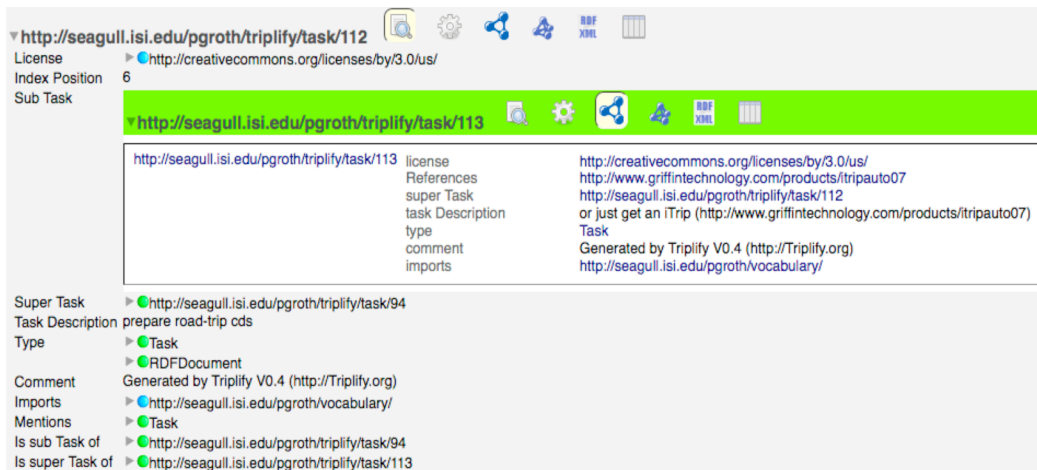 http://seagull.isi.edu/pgroth/triplify/task/112 RDF XML
License http://creativecommons.org/licenses/by/3.0/us/
Index Position 6
Sub Task
http://seagull.isi.edu/pgroth/triplify/task/113 RDF XML
http://seagull.isi.edu/pgroth/triplify/task/113 license http://creativecommons.org/licenses/by/3.0/us/
References http://www.griffintechnology.com/products/itripauto07
super Task http://seagull.isi.edu/pgroth/triplify/task/112
task Description or just get an iTrip (http://www.griffintechnology.com/products/itripauto07)
type Task
comment Generated by Triplify V0.4 (http://Triplify.org)
imports http://seagull.isi.edu/pgroth/vocabulary/
Super Task http://seagull.isi.edu/pgroth/triplify/task/94
Task Description prepare road-trip cds
Type Task
RDFDocument
Comment Generated by Triplify V0.4 (http://Triplify.org)
Imports http://seagull.isi.edu/pgroth/vocabulary/
Mentions Task
Is sub Task of http://seagull.isi.edu/pgroth/triplify/task/94
Is super Task of http://seagull.isi.edu/pgroth/triplify/task/113